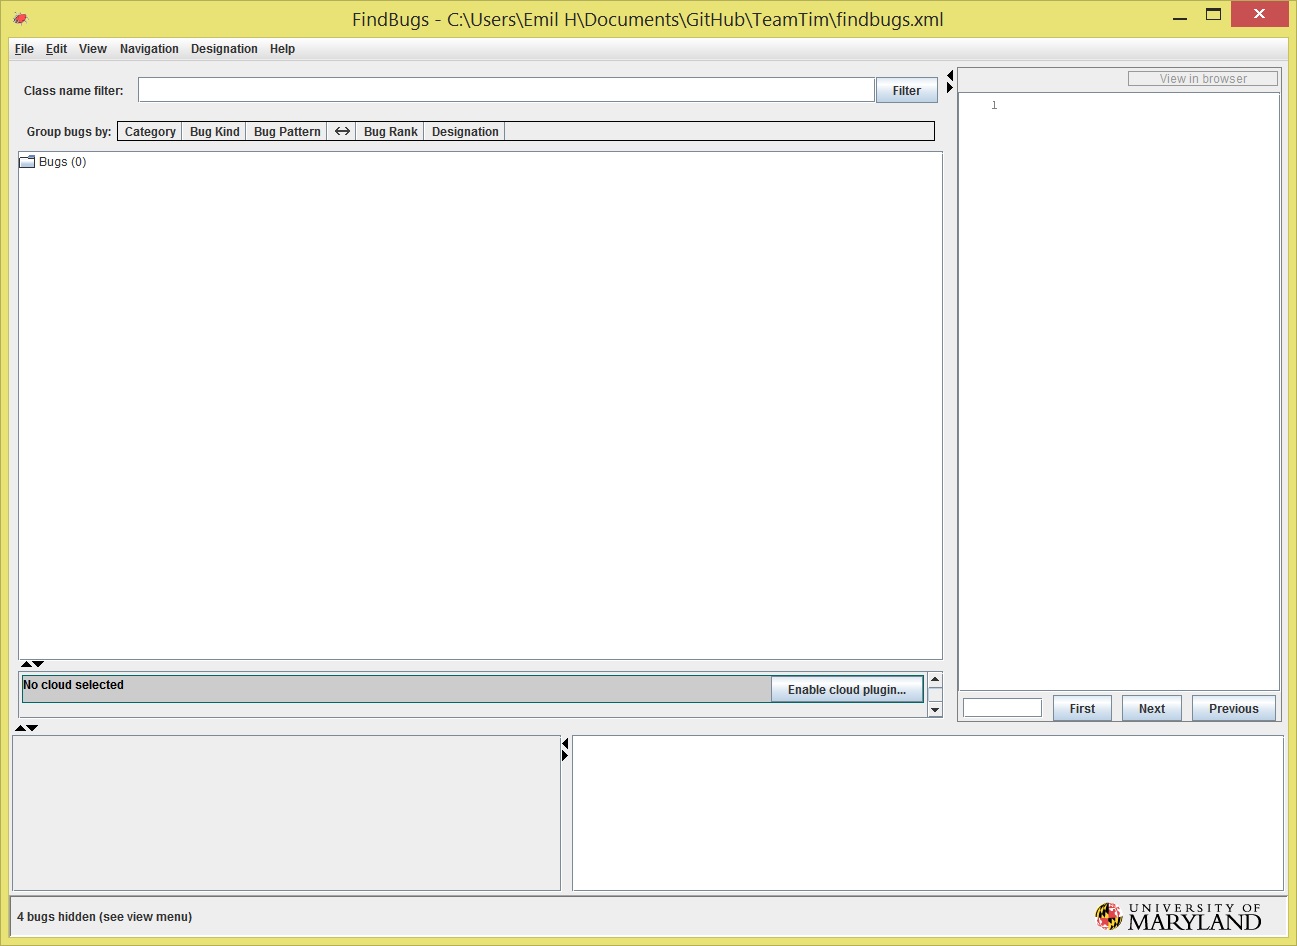 FindBugs - C:\Users\Emil H\Documents\GitHub\TeamTim\findbugs.xml
File Edit View Navigation Designation Help
View in browser
Class name filter: Filter
1
Group bugs by: Category Bug Kind Bug Pattern ↔ Bug Rank Designation
Bugs (0)
No cloud selected Enable cloud plugin...
First Next Previous
4 bugs hidden (see view menu)
UNIVERSITY OF
MARYLAND